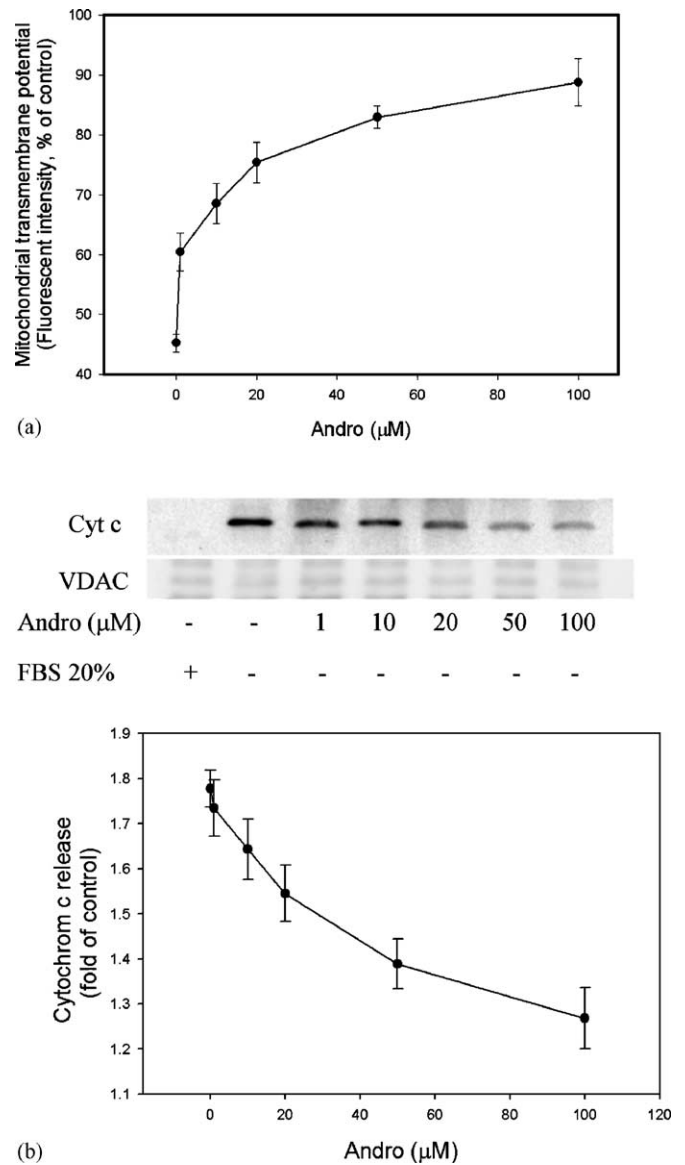 Mitochondrial transmembrane potential
(Fluorescent intensity, % of control)
100
90
80
70
60
50
40
0 20 40 60 80 100
Andro (μM)
(a)
Cyt c
VDAC
Andro (μM) - - 1 10 20 50 100
FBS 20% + - - - - - -
Cytochrom c release
(fold of control)
1.9
1.8
1.7
1.6
1.5
1.4
1.3
1.2
1.1
0 20 40 60 80 100 120
Andro (μM)
(b)